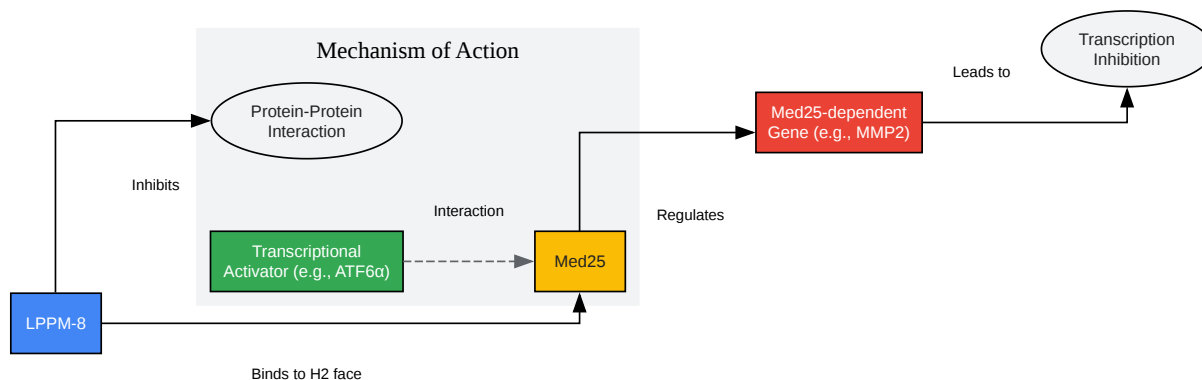 Mechanism of Action
Transcription
Inhibition
Leads to
Protein-Protein
Interaction
Med25-dependent
Gene (e.g., MMP2)
Inhibits
Interaction
Regulates
Transcriptional
Activator (e.g., ATF6α)
Med25
LPPM-8
Binds to H2 face